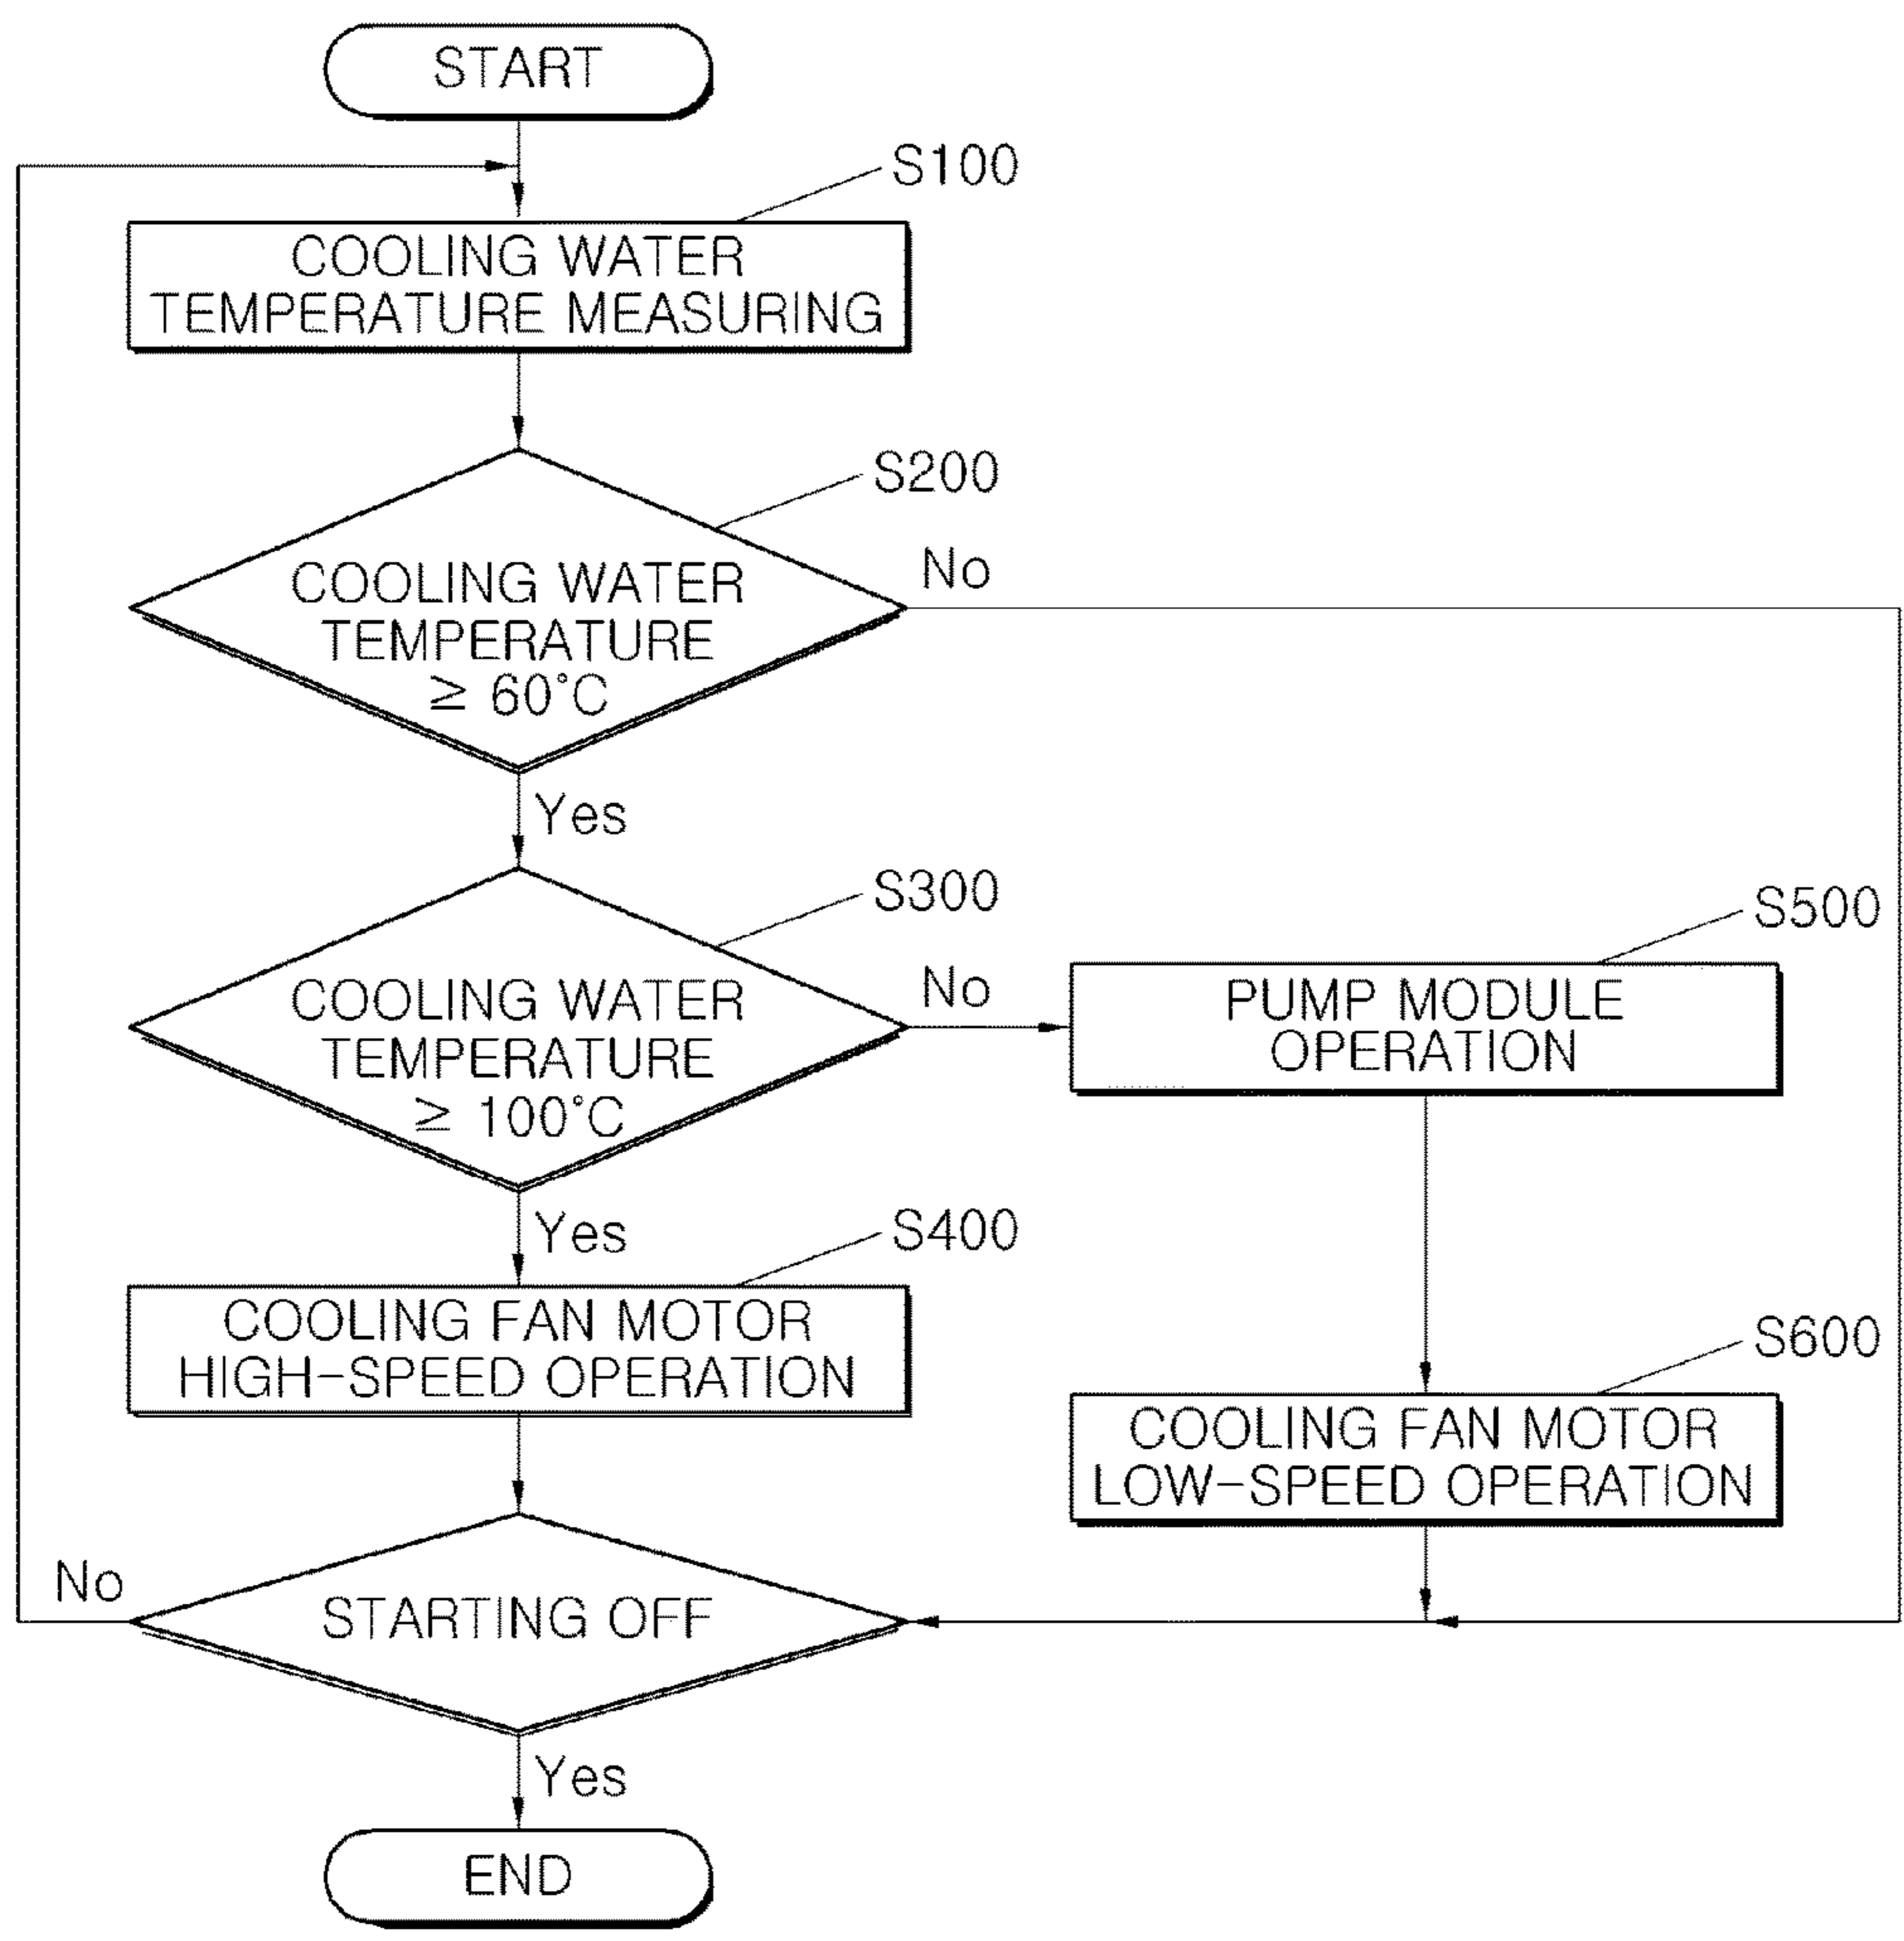 START
S100
COOLING WATER
TEMPERATURE MEASURING
S200
COOLING WATER
TEMPERATURE
≥ 60°C
No
Yes
S300
COOLING WATER
TEMPERATURE
≥ 100°C
No
S500
PUMP MODULE
OPERATION
Yes
S400
COOLING FAN MOTOR
HIGH-SPEED OPERATION
S600
COOLING FAN MOTOR
LOW-SPEED OPERATION
No
STARTING OFF
Yes
END